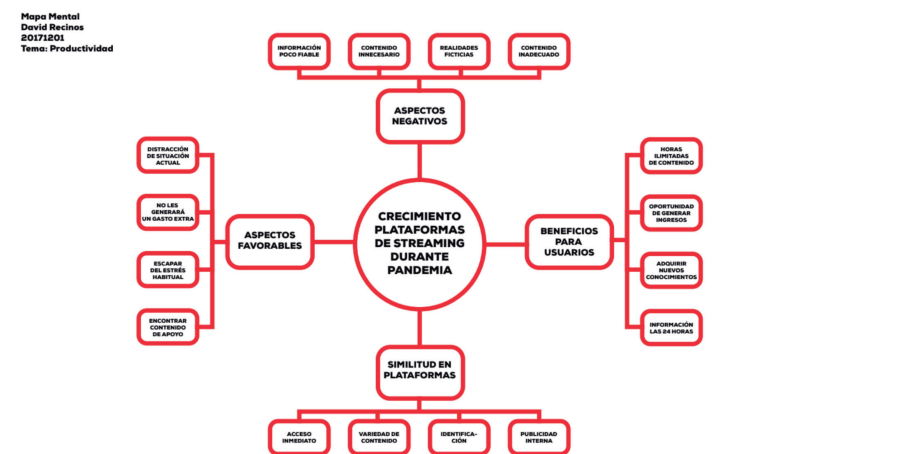 Mapa Mental
David Recinos
20171201
Tema: Productividad
INFORMACIÓN
POCO FIABLE
CONTENIDO
INNECESARIO
REALIDADES
FICTICIAS
CONTENIDO
INADECUADO
ASPECTOS
NEGATIVOS
DISTRACCIÓN
DE SITUACIÓN
ACTUAL
NO LES
GENERARÁ
UN GASTO EXTRA
ESCAPAR
DEL ESTRÉS
HABITUAL
ENCONTRAR
CONTENIDO
DE APOYO
ASPECTOS
FAVORABLES
CRECIMIENTO
PLATAFORMAS
DE STREAMING
DURANTE
PANDEMIA
BENEFICIOS
PARA
USUARIOS
HORAS
ILIMITADAS
DE CONTENIDO
OPORTUNIDAD
DE GENERAR
INGRESOS
ADQUIRIR
NUEVOS
CONOCIMIENTOS
INFORMACIÓN
LAS 24 HORAS
SIMILITUD EN
PLATAFORMAS
ACCESO
INMEDIATO
VARIEDAD DE
CONTENIDO
IDENTIFICA-
CIÓN
PUBLICIDAD
INTERNA